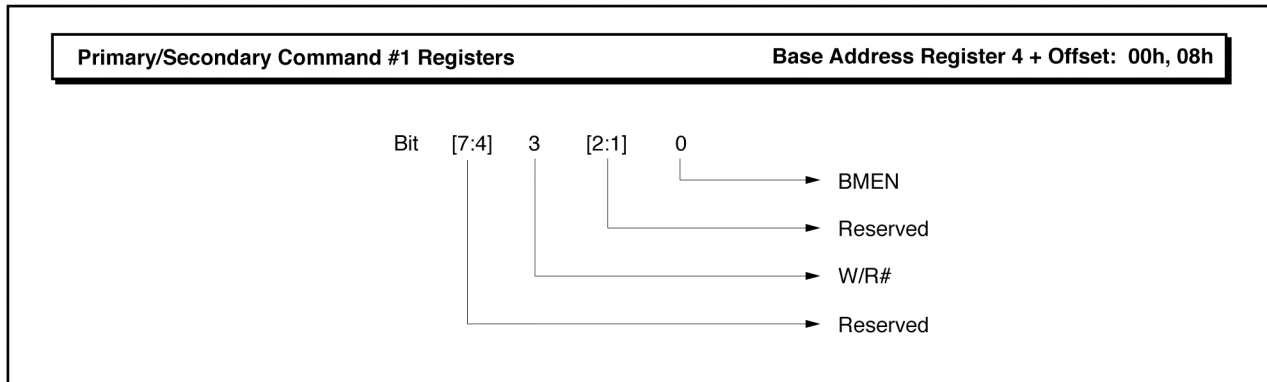 Primary/Secondary Command #1 Registers Base Address Register 4 + Offset: 00h, 08h
Bit [7:4] 3 [2:1] 0
BMEN
Reserved
W/R#
Reserved